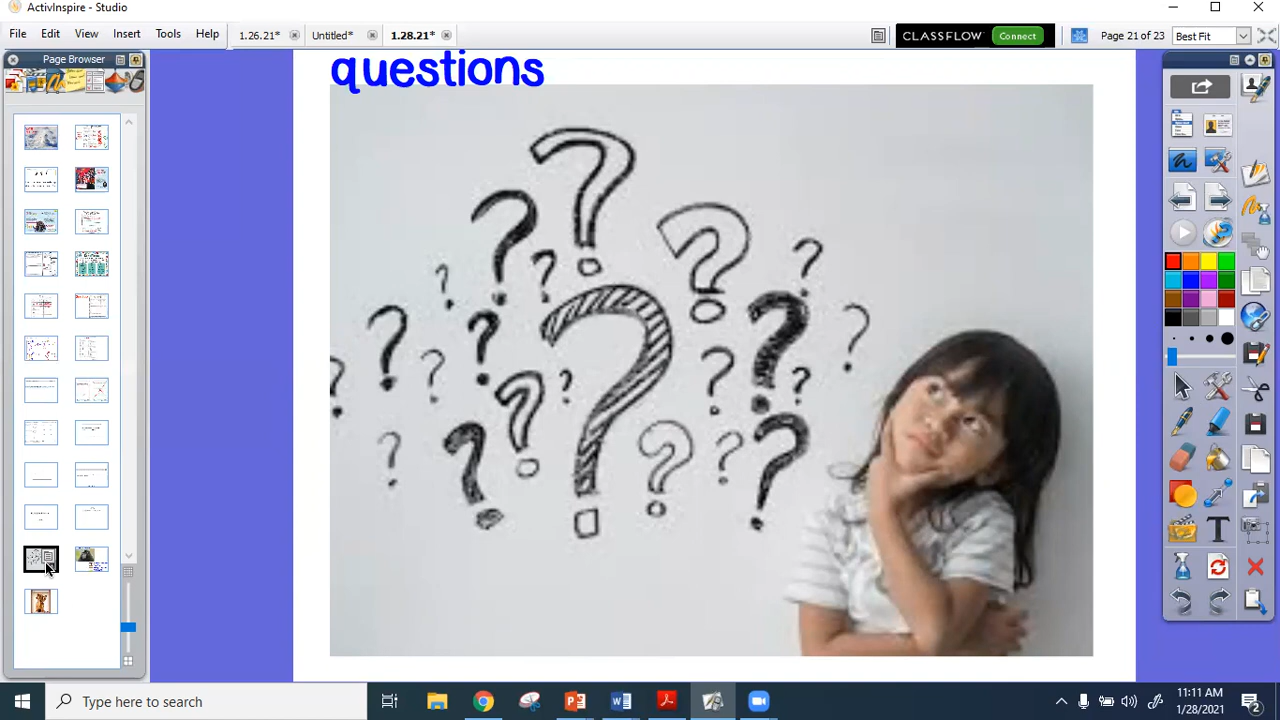 ActivInspire - Studio
File Edit View Insert Tools Help 1.26.21* Untitled* 1.28.21* CLASSFLOW Connect Page 21 of 23 Best Fit
Page Browser
questions
? ? ? ? ? ? ? ? ? ? ? ? ? ? ? ? ? ? ? ? ? ?
Type here to search
11:11 AM
1/28/2021
2